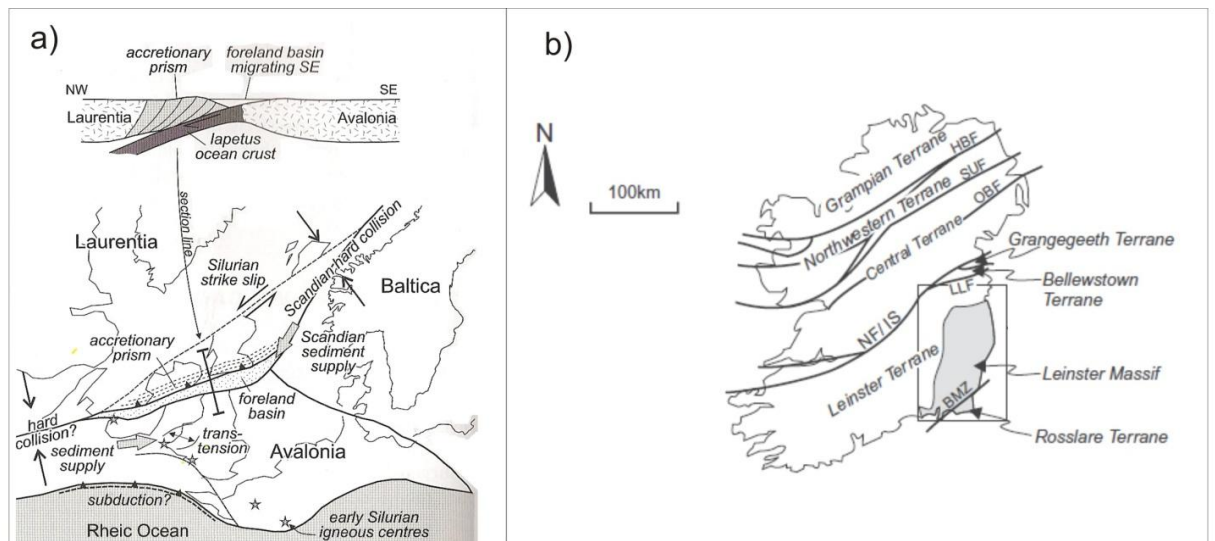 a)
accretionary
prism
foreland basin
migrating SE
NW
SE
Laurentia
Avalonia
Iapetus
ocean crust
section line
Laurentia
Silurian
strike slip
Scandian hard collision
Baltica
accretionary
prism
Scandian
sediment
supply
foreland
basin
hard
collision?
sediment
supply
trans-
tension
Avalonia
subduction?
Rheic Ocean
early Silurian
igneous centres
b)
N
100km
Grampian Terrane
HBF
Northwestern Terrane
SUF
Central Terrane
OBF
Grangegeeth Terrane
Bellewstown
Terrane
LLF
NF/IS
Leinster Terrane
Leinster Massif
BMZ
Rosslare Terrane